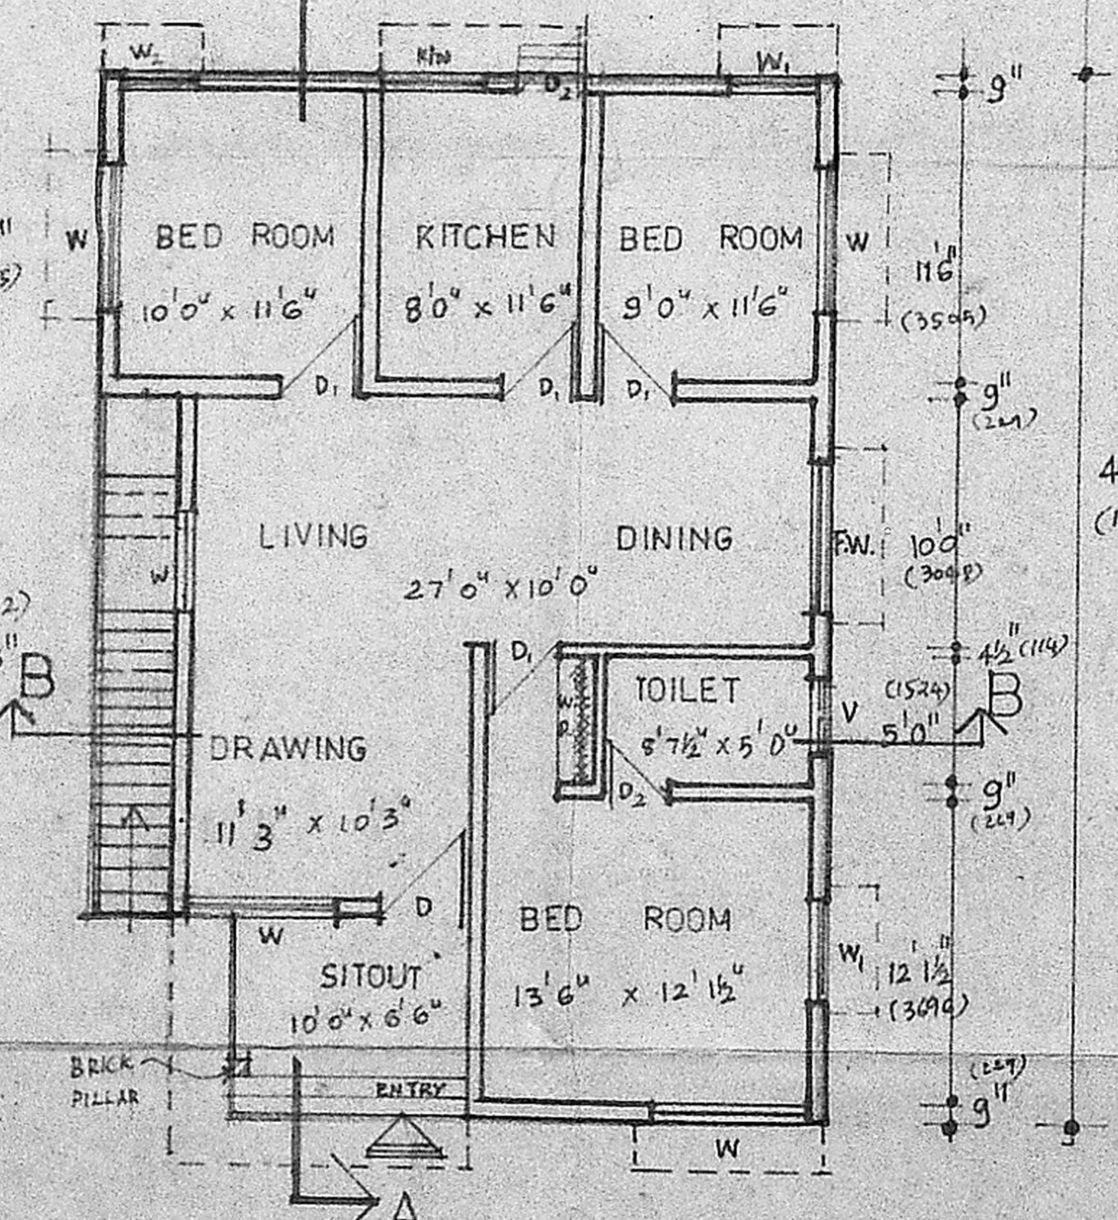 W2 K/W D2 W1
9"
W BED ROOM KITCHEN BED ROOM W
10'0" x 11'6" 8'0" x 11'6" 9'0" x 11'6"
11'6"
(3505)
D1 D1 D1
9"
(229)
LIVING DINING F.W. 10'0"
(3048)
W 27'0" x 10'0"
D1 4½" (114)
B TOILET (1524) B
W
R
8'7½" x 5'0" V 5'0"
DRAWING
D2 9"
(229)
11'3" x 10'3"
D BED ROOM
W W1 12'1½"
SITOUT 13'6" x 12'1½" (3696)
10'0" x 6'6"
BRICK
PILLAR
ENTRY (229)
9"
W
A